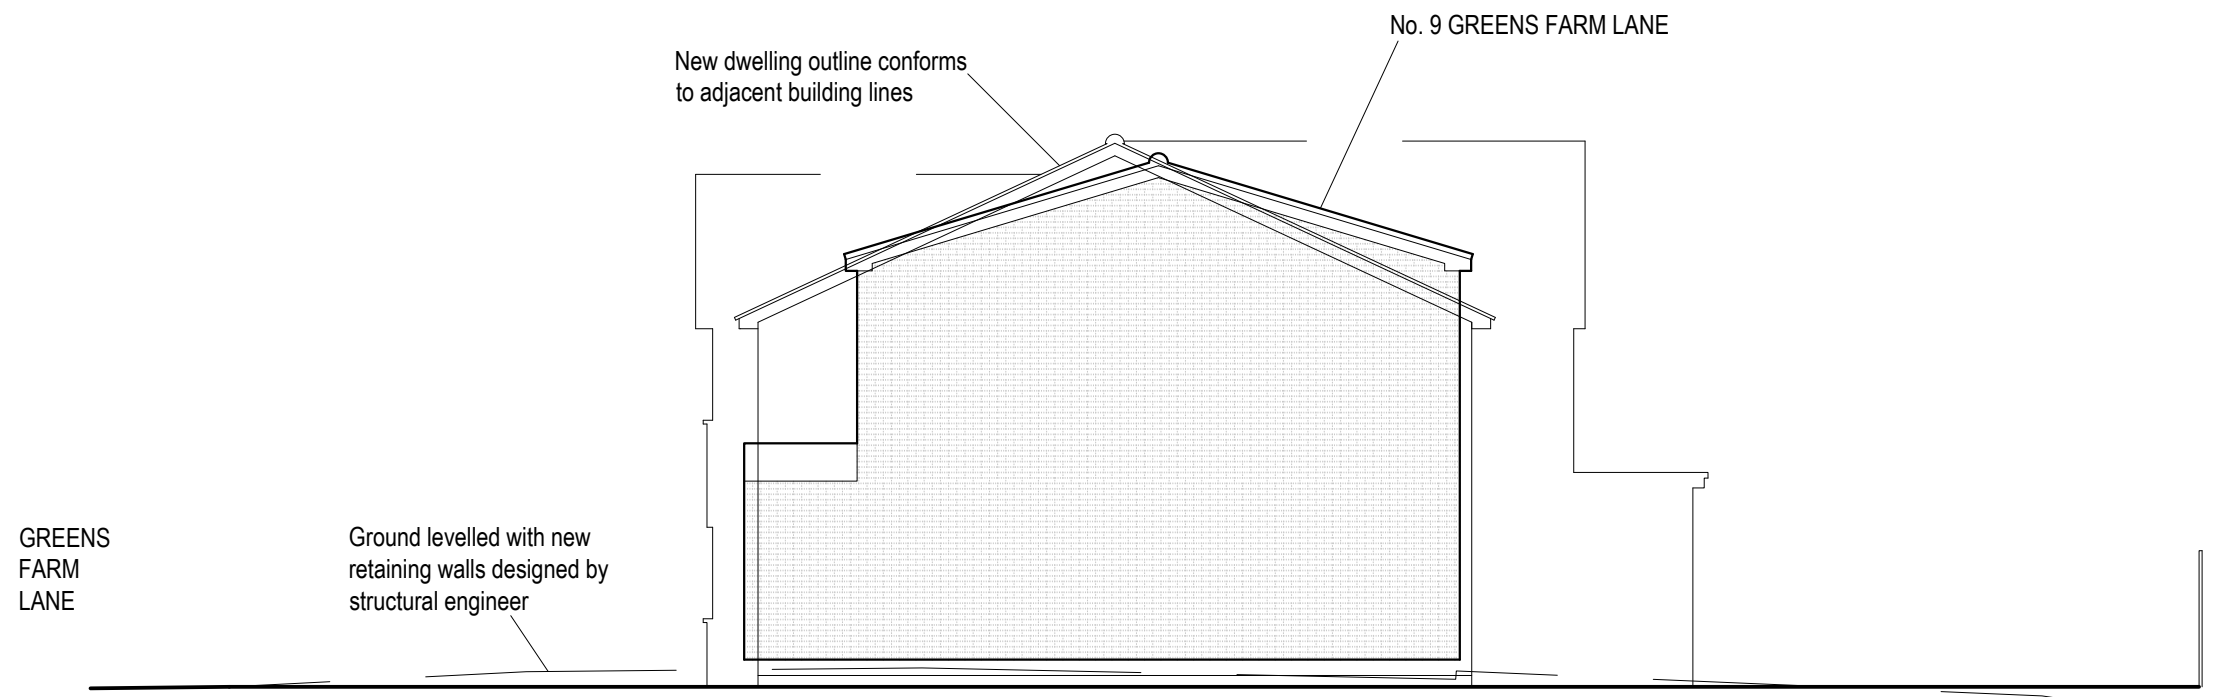 No. 9 GREENS FARM LANE
New dwelling outline conforms
to adjacent building lines
GREENS
FARM
LANE
Ground levelled with new
retaining walls designed by
structural engineer